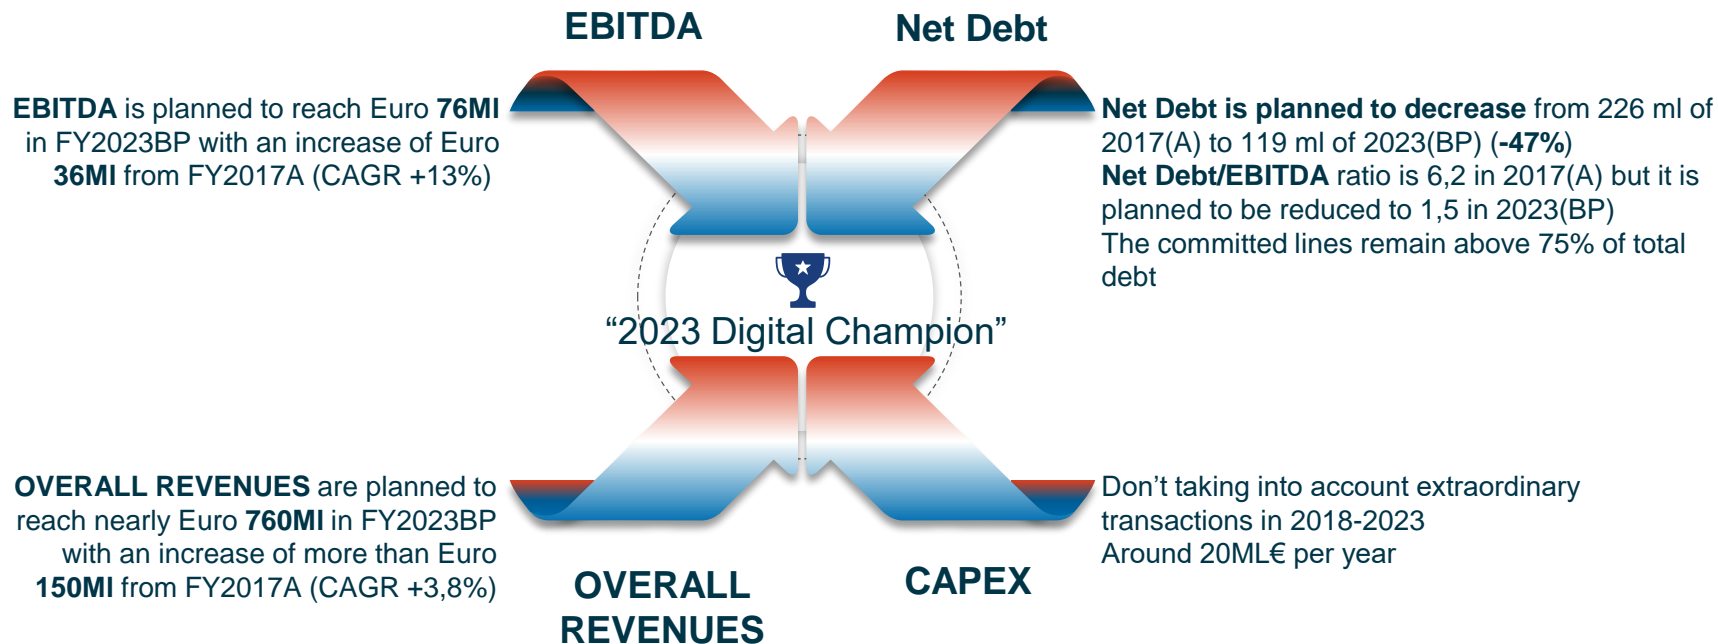 EBITDA
Net Debt
EBITDA is planned to reach Euro 76Ml
in FY2023BP with an increase of Euro
36Ml from FY2017A (CAGR +13%)
Net Debt is planned to decrease from 226 ml of
2017(A) to 119 ml of 2023(BP) (-47%)
Net Debt/EBITDA ratio is 6,2 in 2017(A) but it is
planned to be reduced to 1,5 in 2023(BP)
The committed lines remain above 75% of total
debt
“2023 Digital Champion”
OVERALL REVENUES are planned to
reach nearly Euro 760Ml in FY2023BP
with an increase of more than Euro
150Ml from FY2017A (CAGR +3,8%)
Don’t taking into account extraordinary
transactions in 2018-2023
Around 20ML€ per year
OVERALL
REVENUES
CAPEX